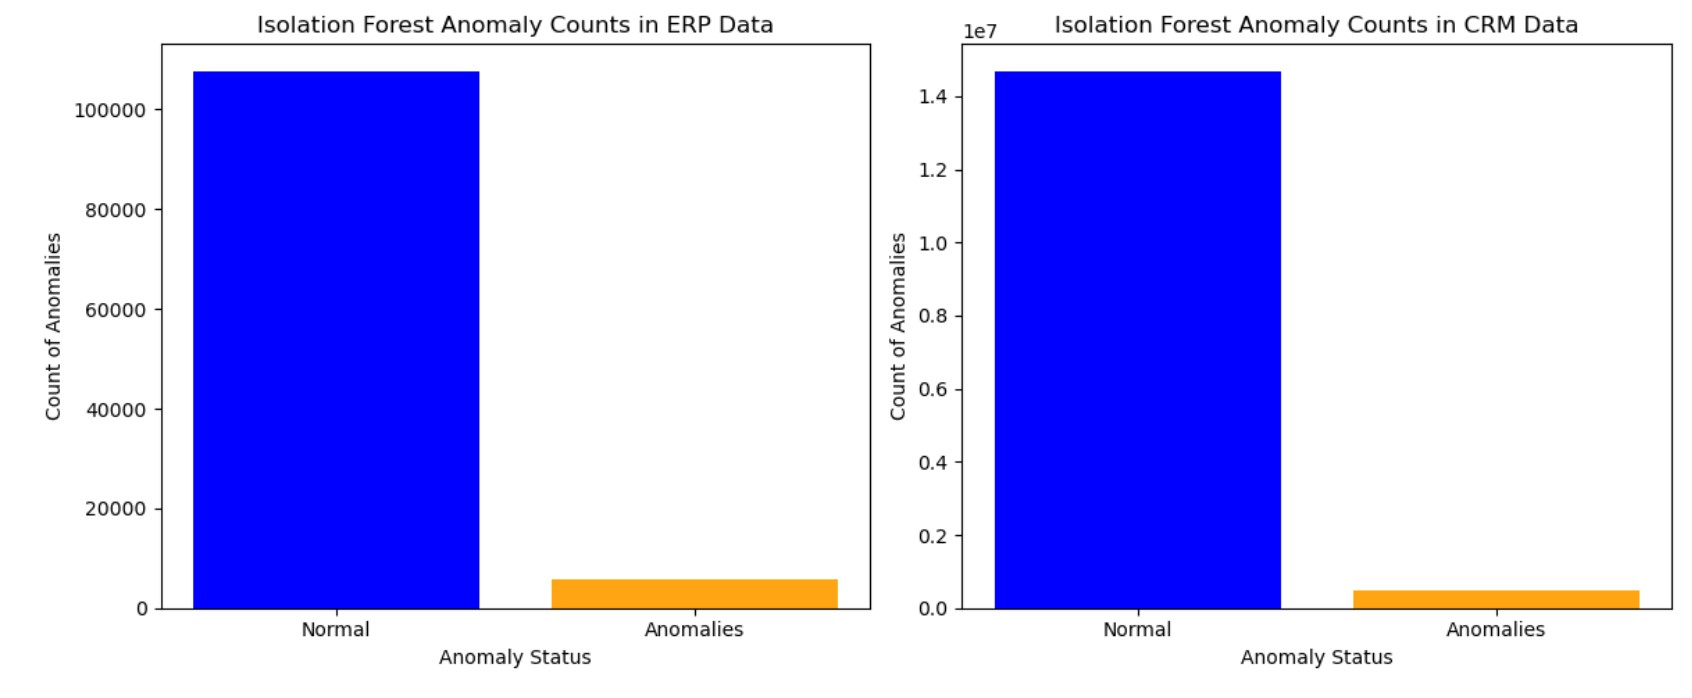 Isolation Forest Anomaly Counts in ERP Data
Count of Anomalies
100000
80000
60000
40000
20000
0
Normal
Anomalies
Anomaly Status
Isolation Forest Anomaly Counts in CRM Data
1e7
Count of Anomalies
1.4
1.2
1.0
0.8
0.6
0.4
0.2
0.0
Normal
Anomalies
Anomaly Status